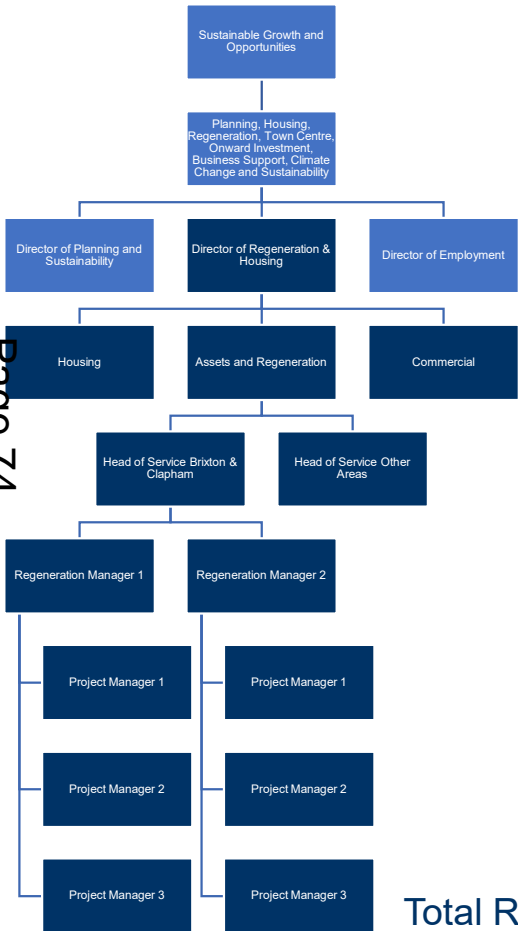 Sustainable Growth and
Opportunities
Planning, Housing,
Regeneration, Town Centre,
Onward Investment,
Business Support, Climate
Change and Sustainability
Director of Planning and
Sustainability
Director of Regeneration &
Housing
Director of Employment
Housing
Assets and Regeneration
Commercial
Page 74
Head of Service Brixton &
Clapham
Head of Service Other
Areas
Regeneration Manager 1
Regeneration Manager 2
Project Manager 1
Project Manager 1
Project Manager 2
Project Manager 2
Project Manager 3
Project Manager 3
Total R